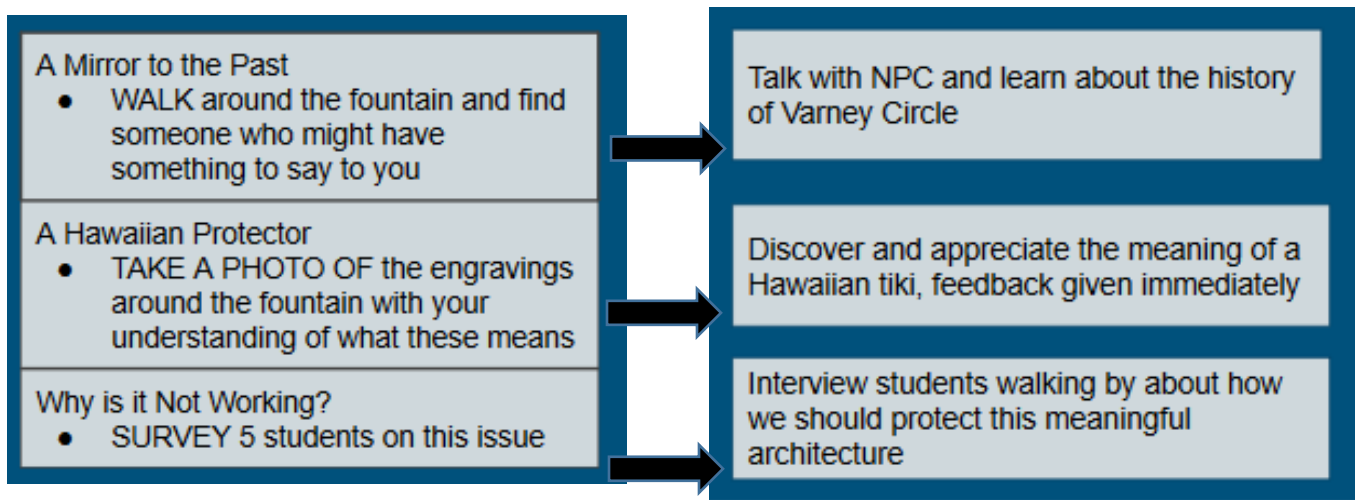 A Mirror to the Past
● WALK around the fountain and find
someone who might have
something to say to you
A Hawaiian Protector
● TAKE A PHOTO OF the engravings
around the fountain with your
understanding of what these means
Why is it Not Working?
● SURVEY 5 students on this issue
Talk with NPC and learn about the history
of Varney Circle
Discover and appreciate the meaning of a
Hawaiian tiki, feedback given immediately
Interview students walking by about how
we should protect this meaningful
architecture